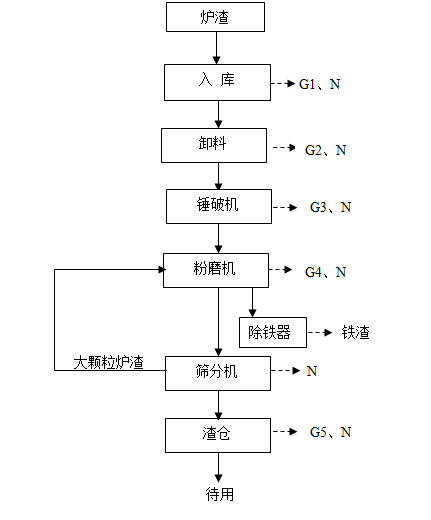 炉渣
入 库
G1、N
卸料
G2、N
锤破机
G3、N
粉磨机
G4、N
除铁器
铁渣
大颗粒炉渣
筛分机
N
渣仓
G5、N
待用